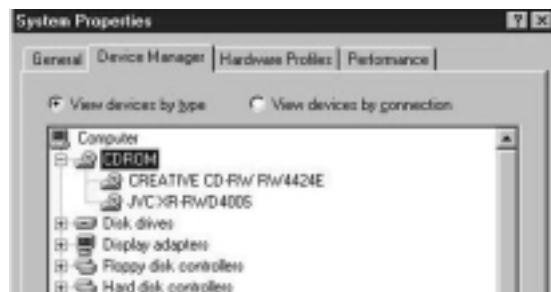 System Properties
General Device Manager Hardware Profiles Performance
View devices by type View devices by connection
Computer
CDROM
CREATIVE CD-RW RW4424E
JVC XR-RWD4005
Disk drives
Display adapters
Floppy disk controllers
Hard disk controllers